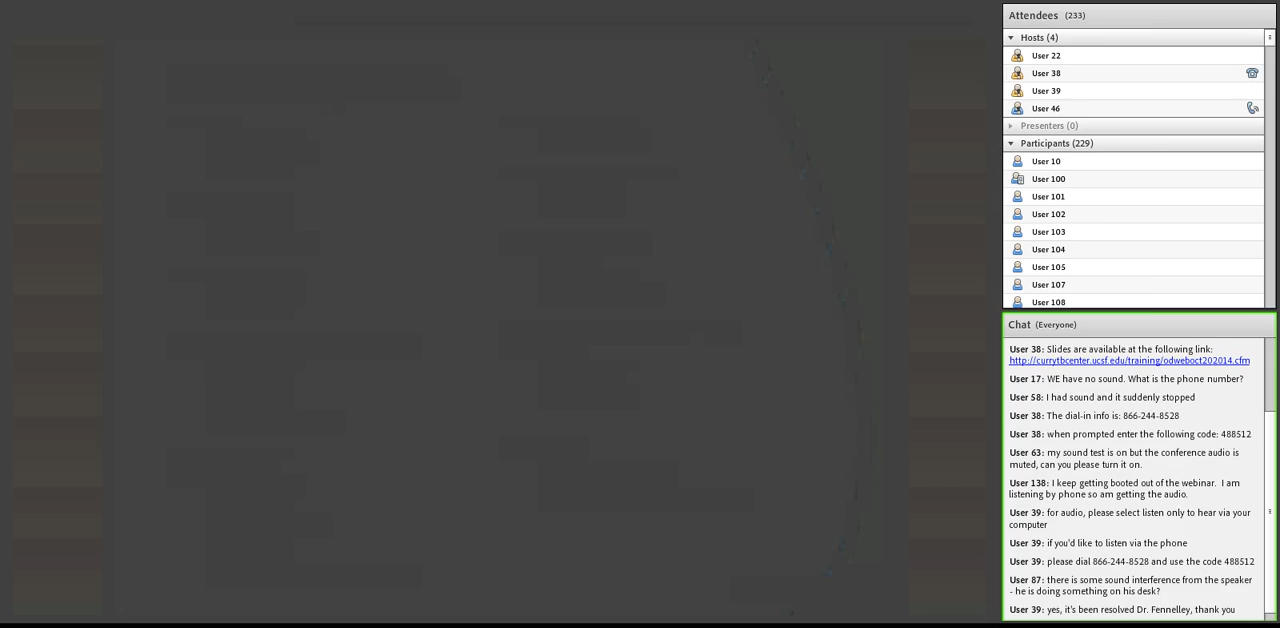 Attendees (233)
Hosts (4)
User 22
User 38
User 39
User 46
Presenters (0)
Participants (229)
User 10
User 100
User 101
User 102
User 103
User 104
User 105
User 107
User 108
Chat (Everyone)
User 38: Slides are available at the following link:
http://currytbcenter.ucsf.edu/training/odweboct202014.cfm
User 17: WE have no sound. What is the phone number?
User 58: I had sound and it suddenly stopped
User 38: The dial-in info is: 866-244-8528
User 38: when prompted enter the following code: 488512
User 63: my sound test is on but the conference audio is
muted, can you please turn it on.
User 138: I keep getting booted out of the webinar. I am
listening by phone so am getting the audio.
User 39: for audio, please select listen only to hear via your
computer
User 39: if you'd like to listen via the phone
User 39: please dial 866-244-8528 and use the code 488512
User 87: there is some sound interference from the speaker
- he is doing something on his desk?
User 39: yes, it's been resolved Dr. Fennelley, thank you